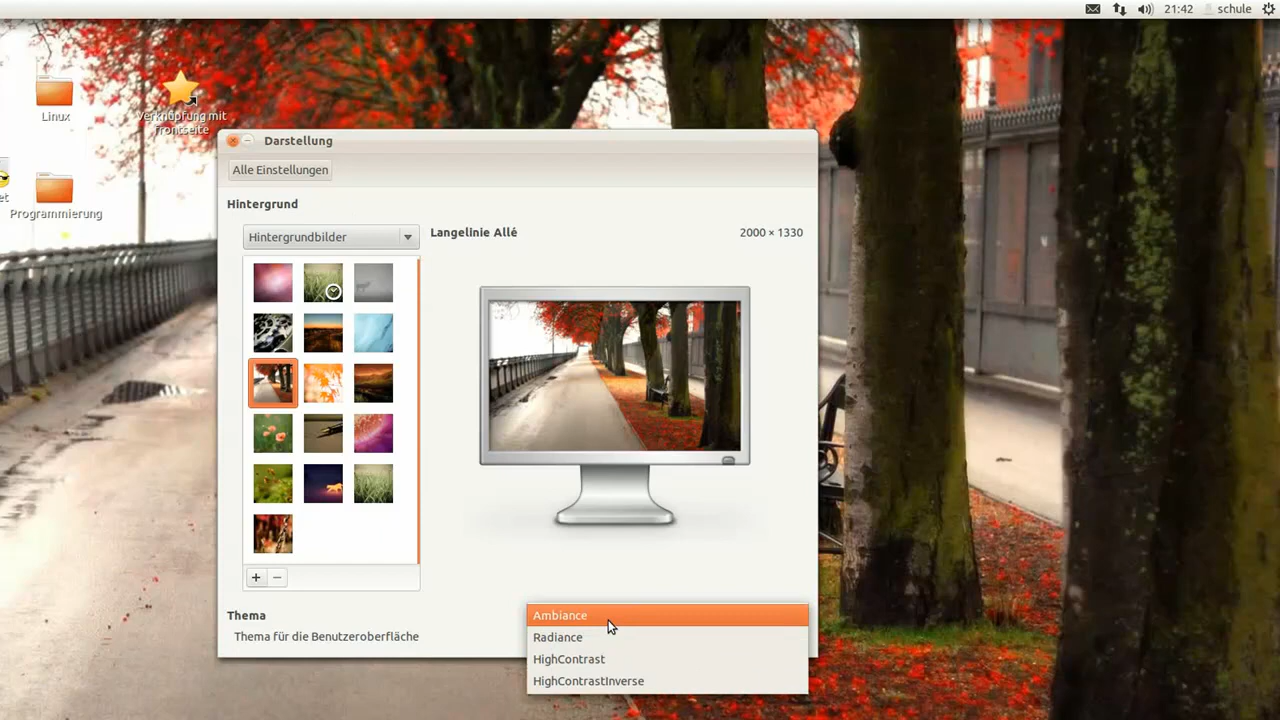 21:42 schule
Linux
Verknüpfung mit
frontseite
et
Programmierung
Darstellung
Alle Einstellungen
Hintergrund
Hintergrundbilder
Langelinie Allé
2000 × 1330
Thema
Thema für die Benutzeroberfläche
Ambiance
Radiance
HighContrast
HighContrastInverse